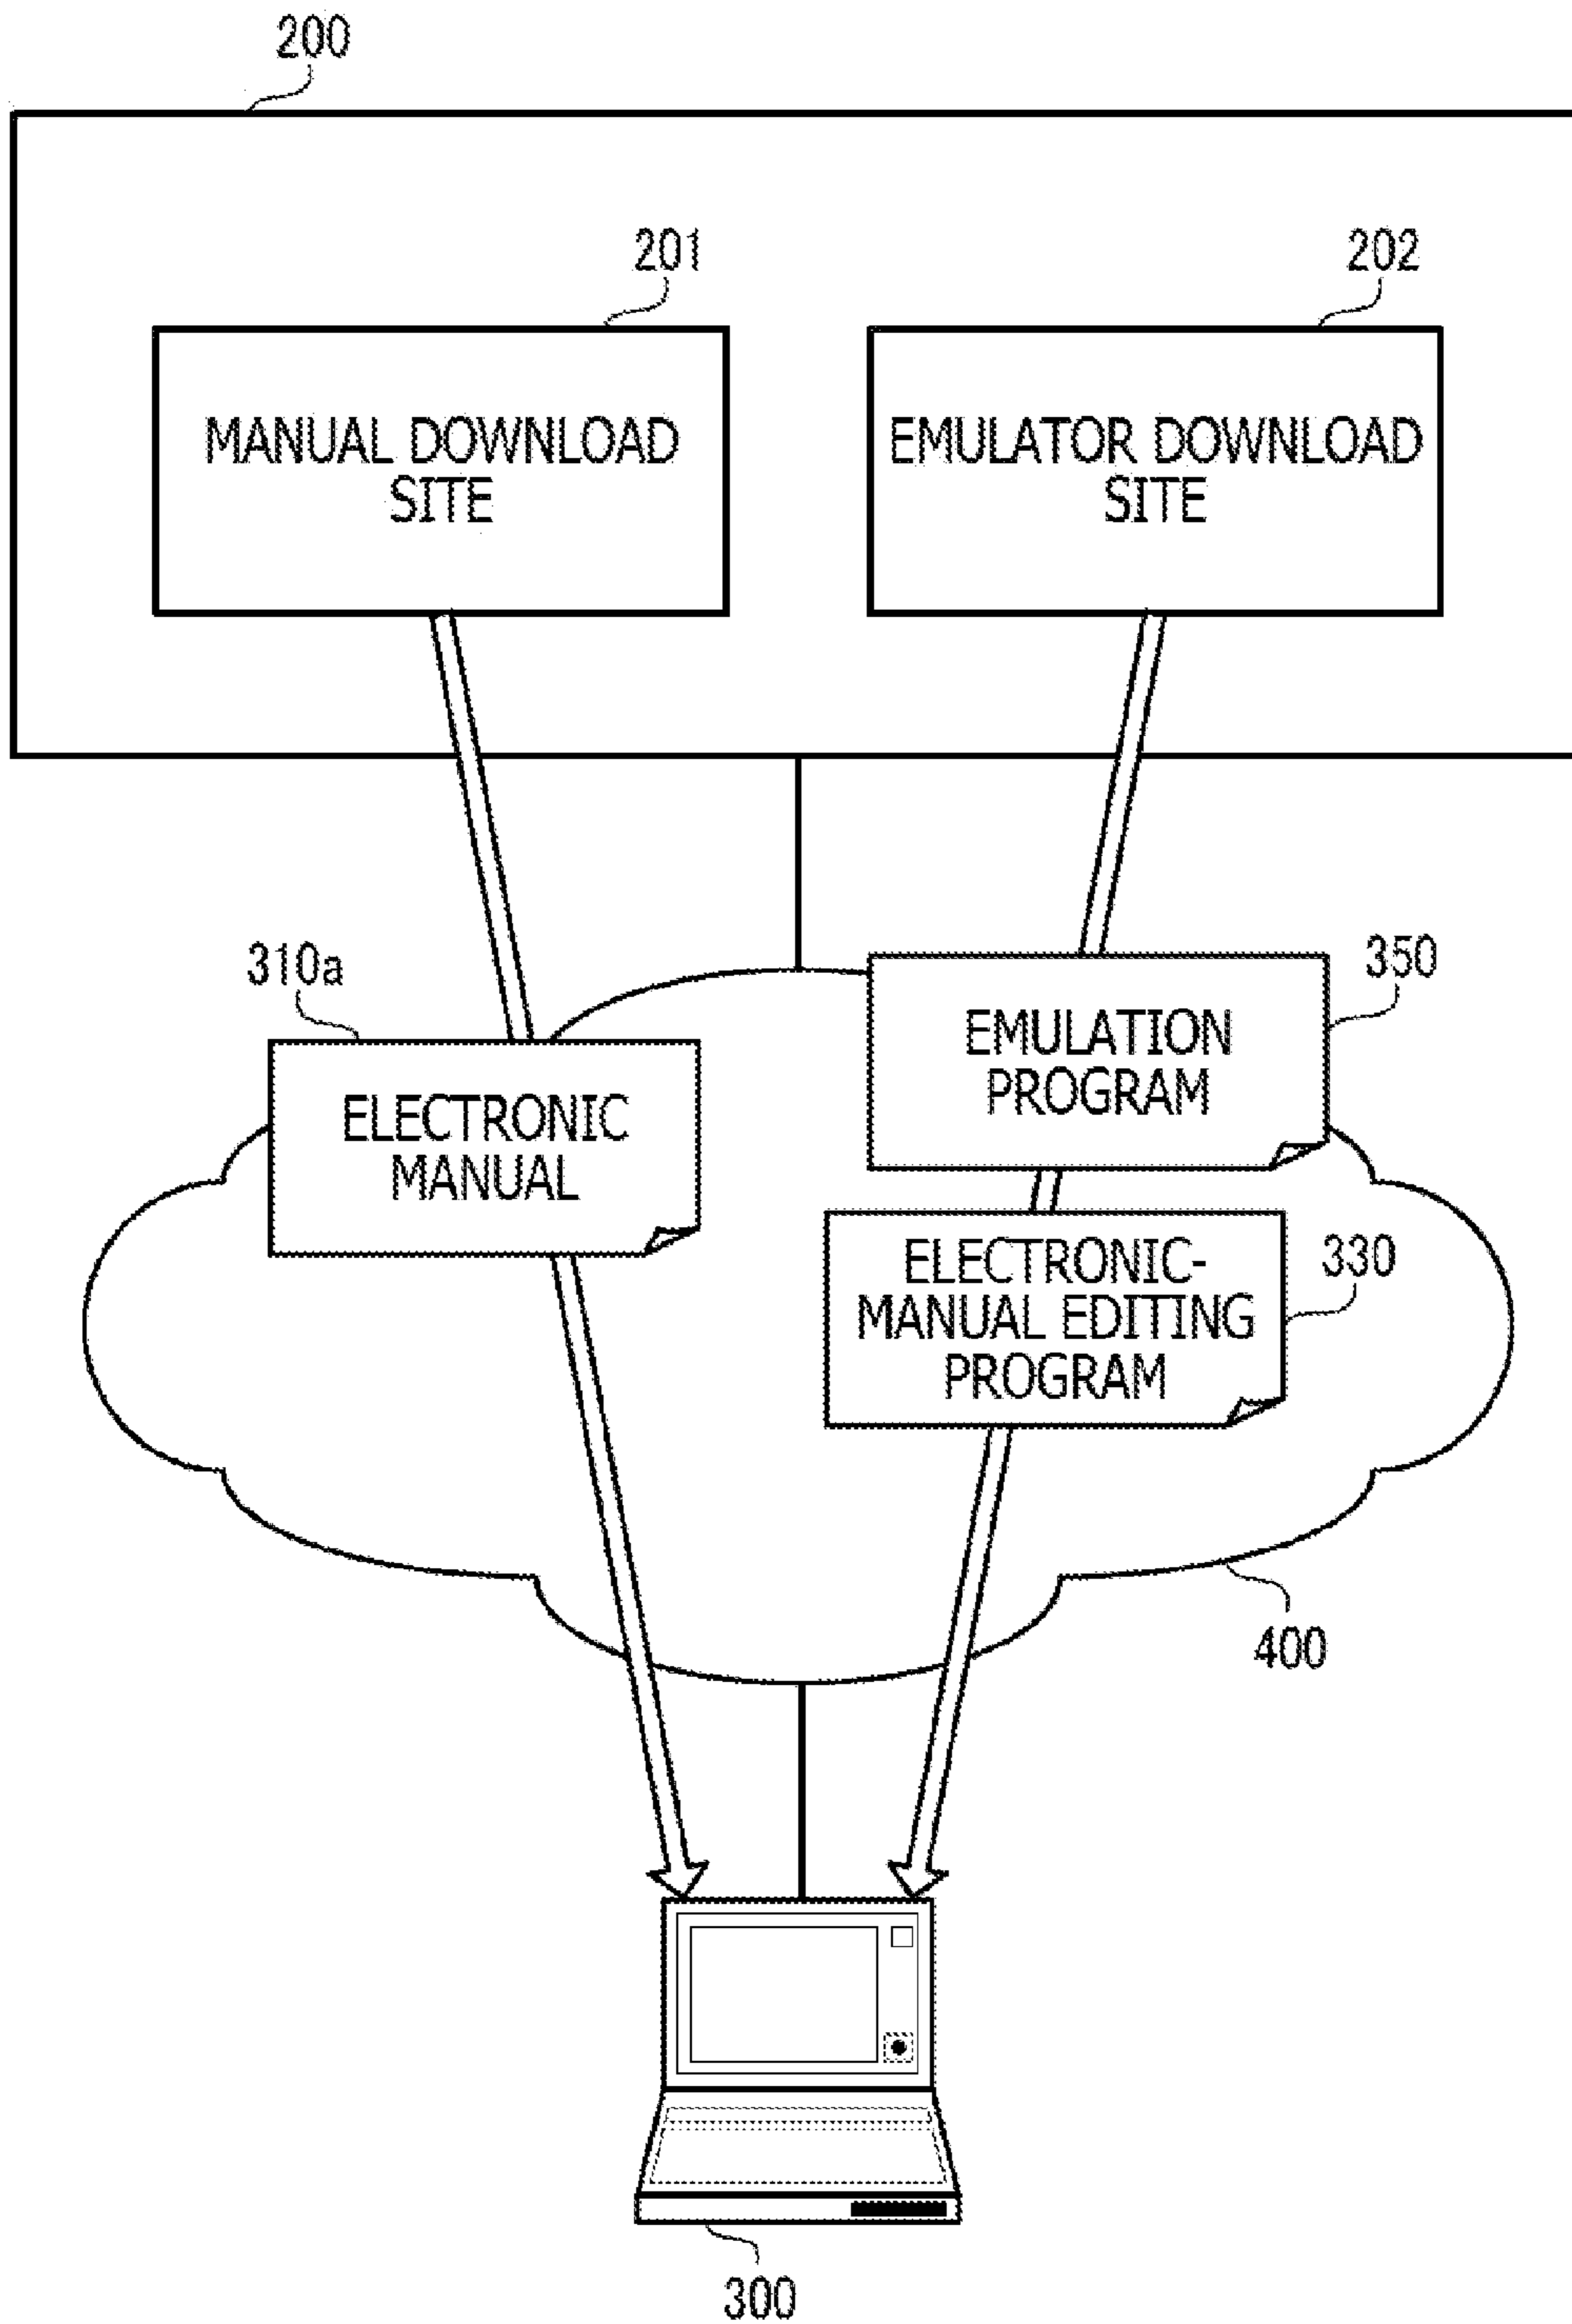 200
201
202
MANUAL DOWNLOAD
SITE
EMULATOR DOWNLOAD
SITE
310a
350
ELECTRONIC
MANUAL
EMULATION
PROGRAM
330
ELECTRONIC-
MANUAL EDITING
PROGRAM
400
300